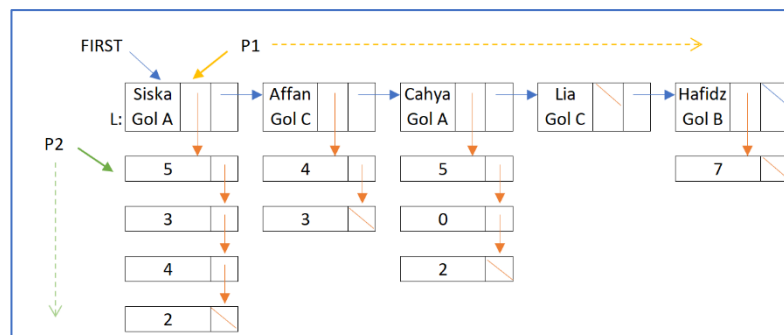 FIRST
P1
L:
Siska
Gol A
Affan
Gol C
Cahya
Gol A
Lia
Gol C
Hafidz
Gol B
P2
5
4
5
7
3
3
0
4
2
2